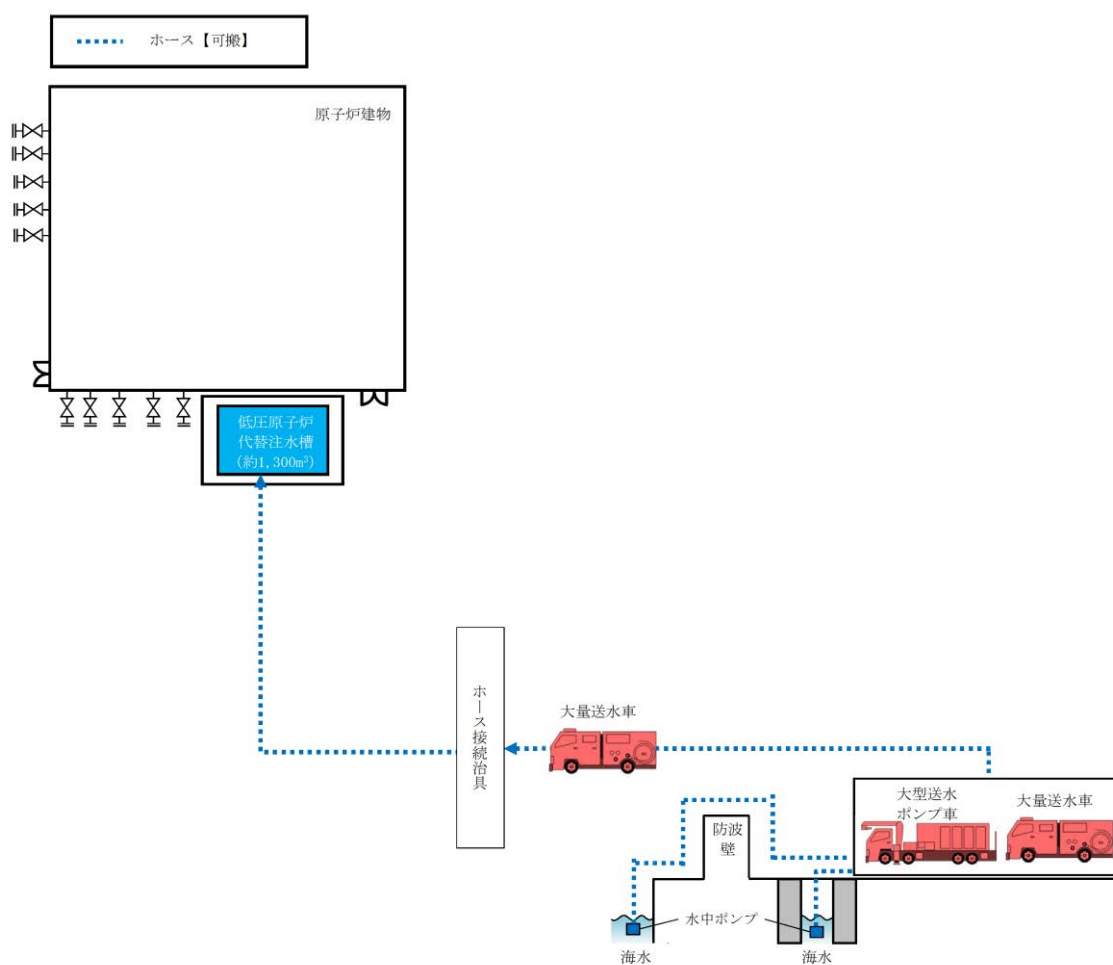 ホース【可搬】
原子炉建物
低圧原子炉
代替注水槽
(約1,300m³)
ホース接続治具
大量送水車
大型送水
ポンプ車
大量送水車
防波
壁
水中ポンプ
海水
海水